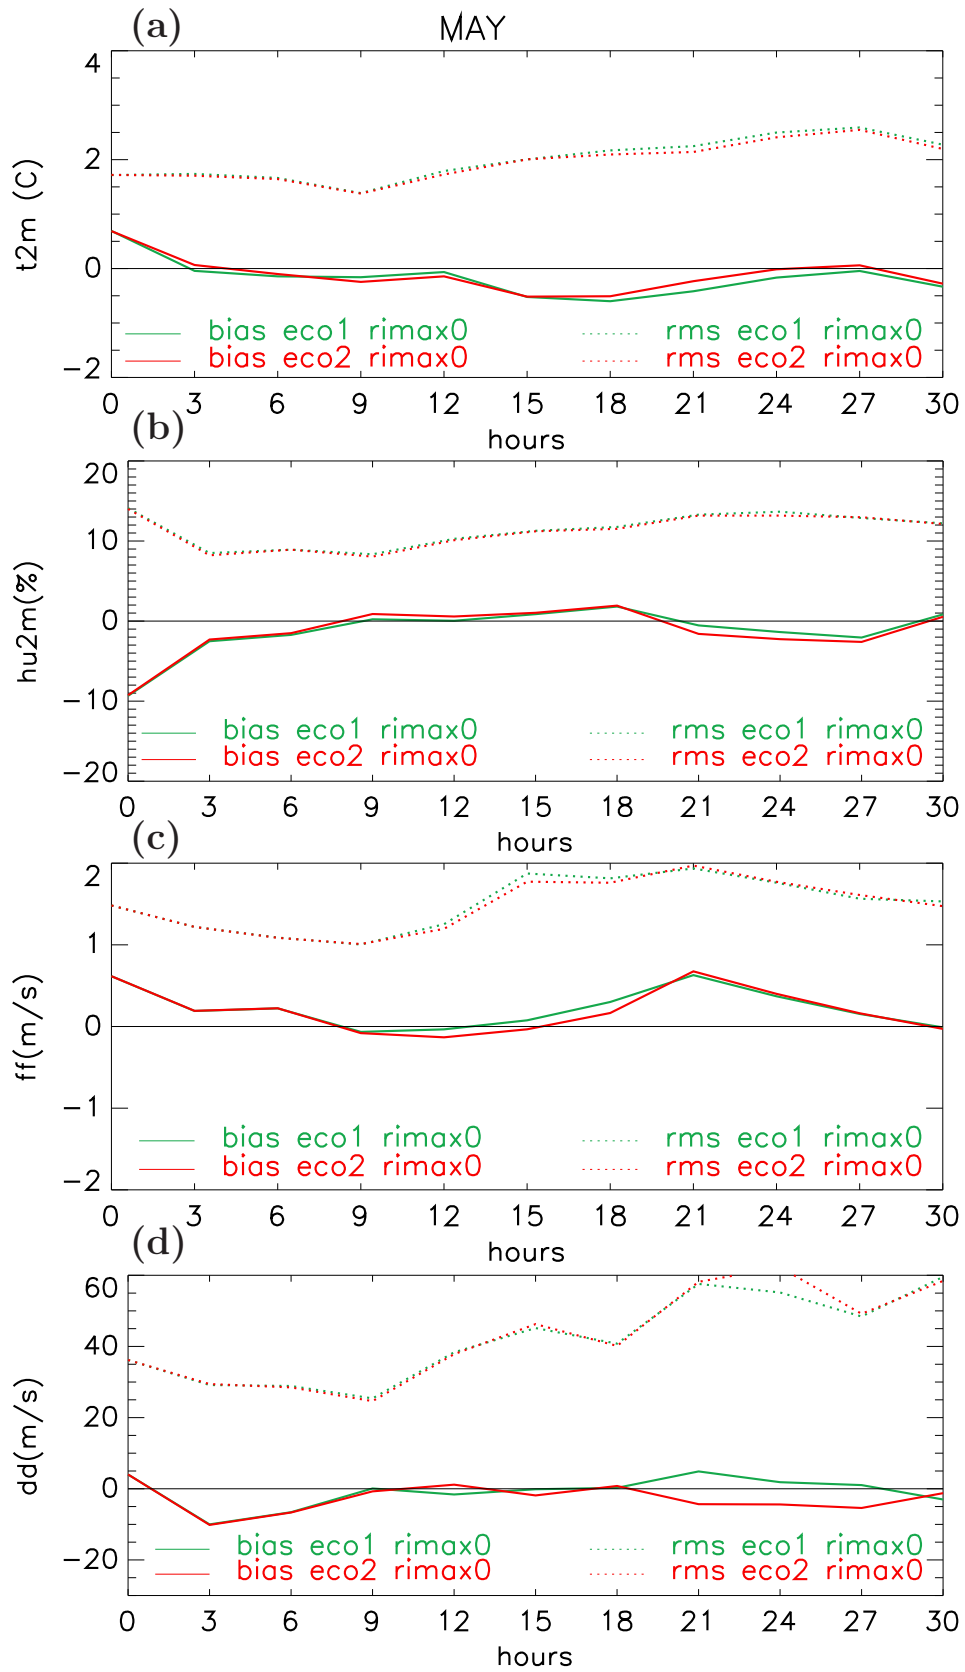 (a) MAY
4
2
0
−2
t2m (C)
bias eco1 rimax0 rms eco1 rimax0
bias eco2 rimax0 rms eco2 rimax0
0 3 6 9 12 15 18 21 24 27 30
hours
(b)
20
10
0
−10
−20
hu2m(%)
bias eco1 rimax0 rms eco1 rimax0
bias eco2 rimax0 rms eco2 rimax0
0 3 6 9 12 15 18 21 24 27 30
hours
(c)
2
1
0
−1
−2
ff(m/s)
bias eco1 rimax0 rms eco1 rimax0
bias eco2 rimax0 rms eco2 rimax0
0 3 6 9 12 15 18 21 24 27 30
hours
(d)
60
40
20
0
−20
dd(m/s)
bias eco1 rimax0 rms eco1 rimax0
bias eco2 rimax0 rms eco2 rimax0
0 3 6 9 12 15 18 21 24 27 30
hours